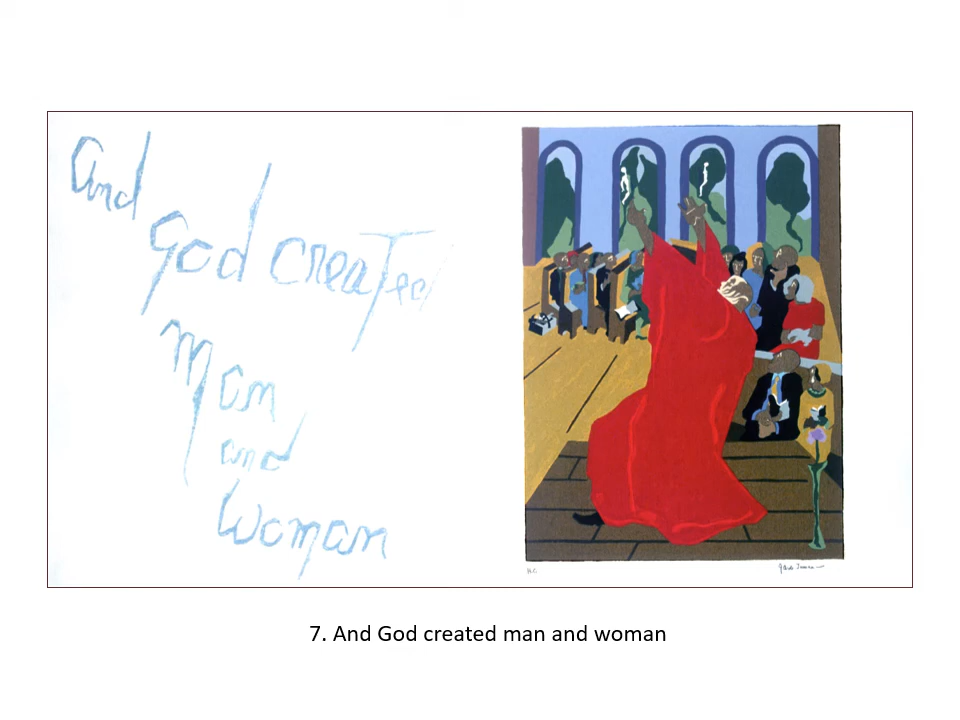 And
God created
man
and
Woman
H.C.
7. And God created man and woman